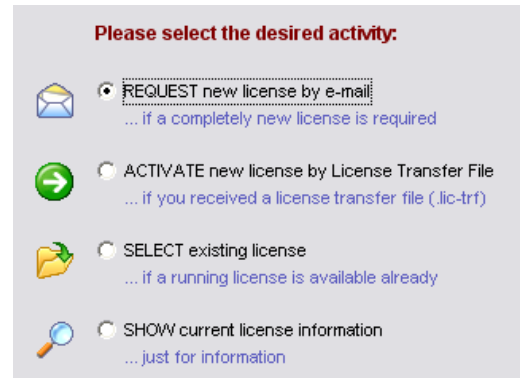 Please select the desired activity:
REQUEST new license by e-mail
... if a completely new license is required
ACTIVATE new license by License Transfer File
... if you received a license transfer file (.lic-trf)
SELECT existing license
... if a running license is available already
SHOW current license information
... just for information